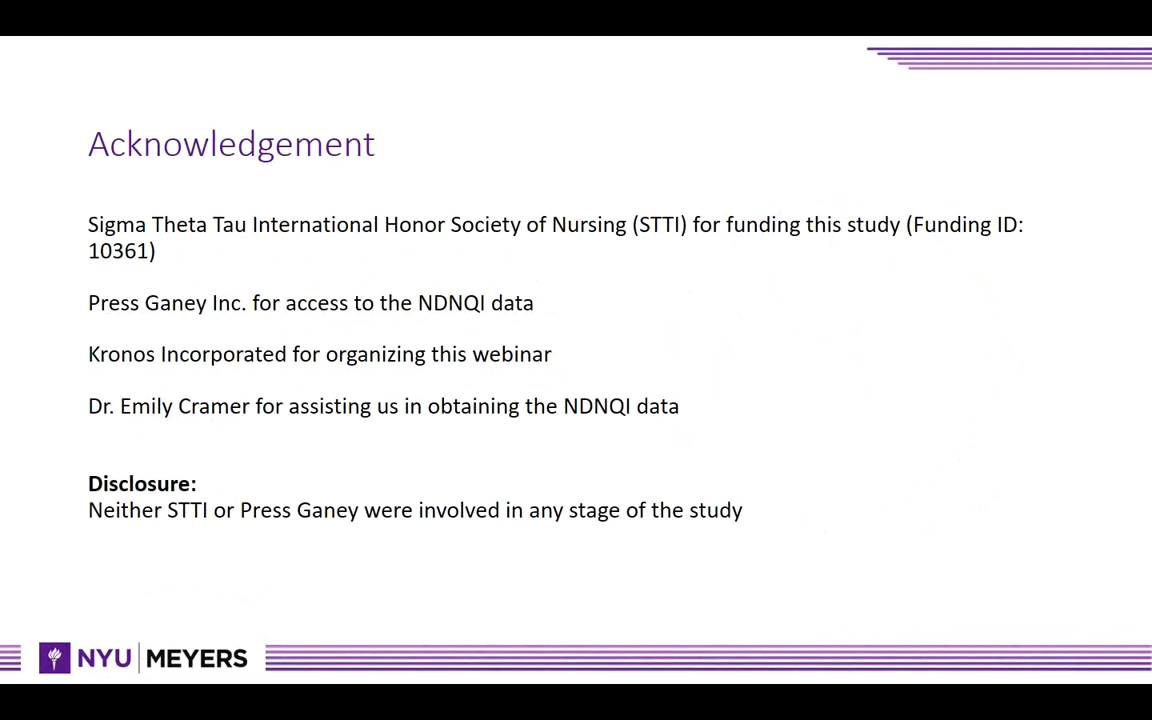 Acknowledgement
Sigma Theta Tau International Honor Society of Nursing (STTI) for funding this study (Funding ID:
10361)
Press Ganey Inc. for access to the NDNQI data
Kronos Incorporated for organizing this webinar
Dr. Emily Cramer for assisting us in obtaining the NDNQI data
Disclosure:
Neither STTI or Press Ganey were involved in any stage of the study
NYU MEYERS